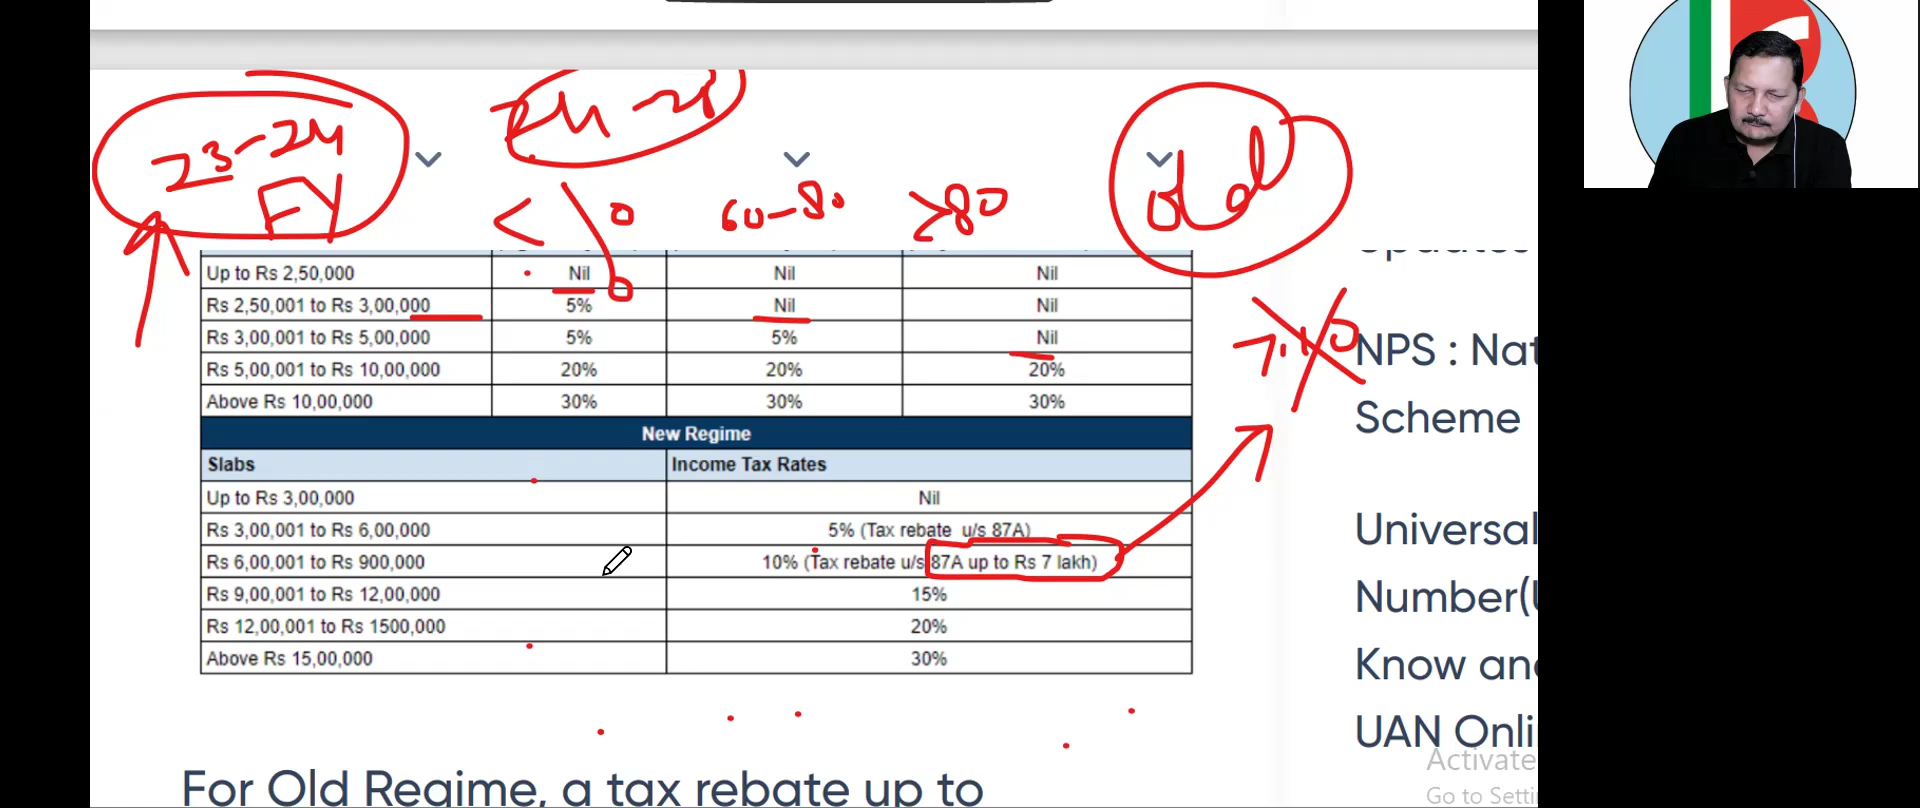 23-24
FY
< 60
60-80
>80
Old
Up to Rs 2,50,000 Nil Nil Nil
Rs 2,50,001 to Rs 3,00,000 5% Nil Nil
Rs 3,00,001 to Rs 5,00,000 5% 5% Nil
Rs 5,00,001 to Rs 10,00,000 20% 20% 20%
Above Rs 10,00,000 30% 30% 30%
New Regime
Slabs Income Tax Rates
Up to Rs 3,00,000 Nil
Rs 3,00,001 to Rs 6,00,000 5% (Tax rebate u/s 87A)
Rs 6,00,001 to Rs 900,000 10% (Tax rebate u/s 87A up to Rs 7 lakh)
Rs 9,00,001 to Rs 12,00,000 15%
Rs 12,00,001 to Rs 1500,000 20%
Above Rs 15,00,000 30%
For Old Regime, a tax rebate up to
NPS : Nat
Scheme
Universal
Number(U
Know and
UAN Onli
Activate
Go to Setti